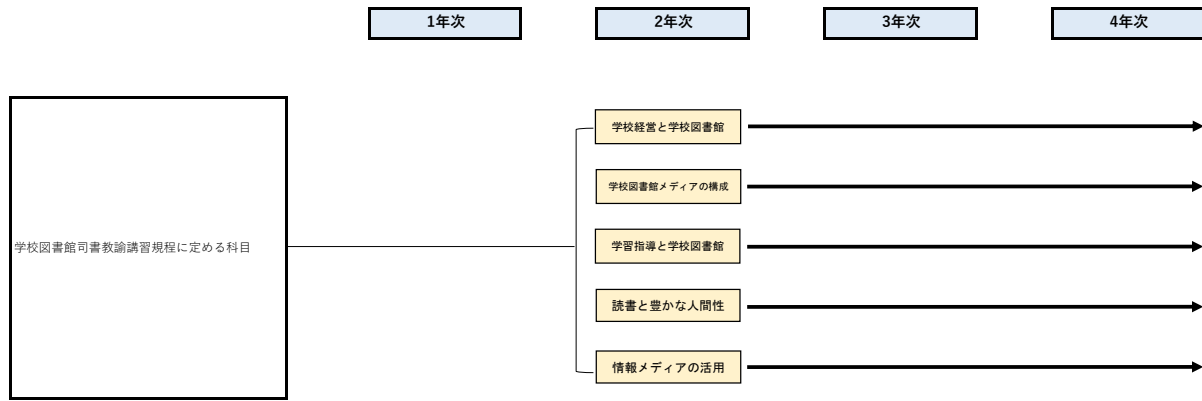 1年次
2年次
3年次
4年次
学校図書館司書教諭講習規程に定める科目
学校経営と学校図書館
学校図書館メディアの構成
学習指導と学校図書館
読書と豊かな人間性
情報メディアの活用